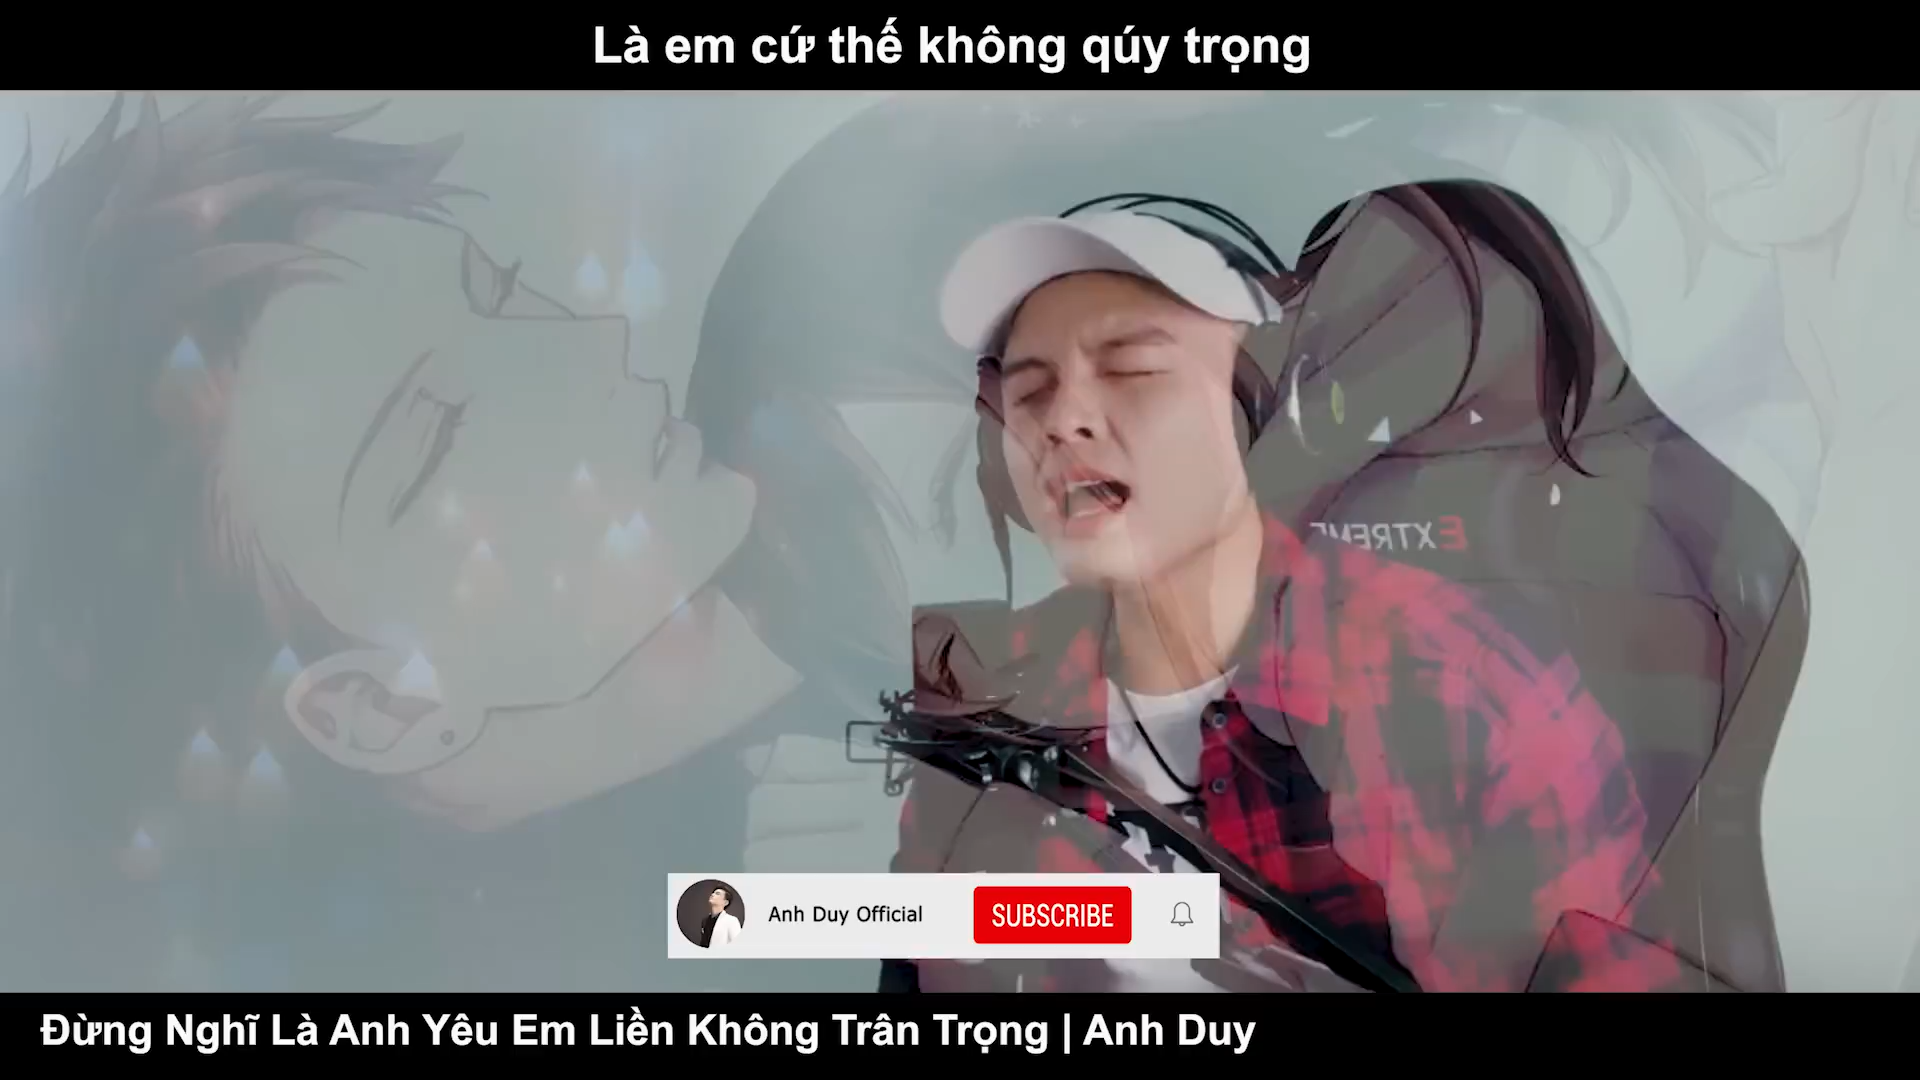 Là em cứ thế không qúy trọng
EXTREME
Anh Duy Official
SUBSCRIBE
Đừng Nghĩ Là Anh Yêu Em Liền Không Trân Trọng | Anh Duy